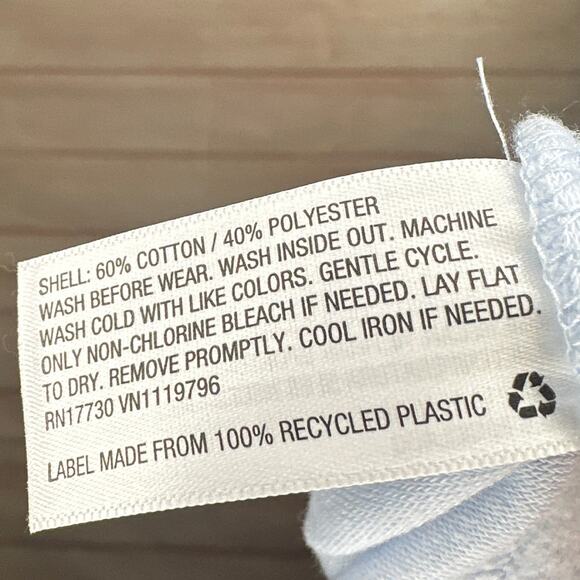 SHELL: 60% COTTON / 40% POLYESTER
WASH BEFORE WEAR. WASH INSIDE OUT. MACHINE
WASH COLD WITH LIKE COLORS. GENTLE CYCLE.
ONLY NON-CHLORINE BLEACH IF NEEDED. LAY FLAT
TO DRY. REMOVE PROMPTLY. COOL IRON IF NEEDED.
RN17730 VN1119796
LABEL MADE FROM 100% RECYCLED PLASTIC